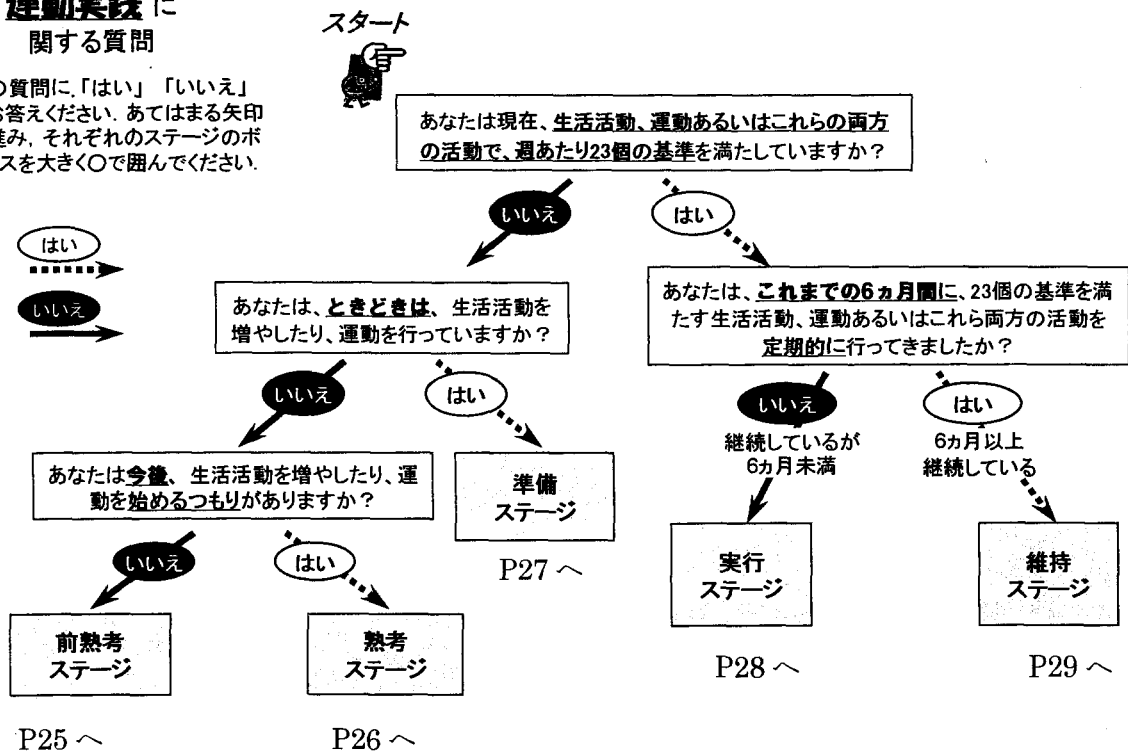 運動実践に
関する質問
の質問に,「はい」 「いいえ」
お答えください. あてはまる矢印
進み, それぞれのステージのボ
スを大きく○で囲んでください.
スタート
あなたは現在、生活活動、運動あるいはこれらの両方
の活動で、週あたり23個の基準を満たしていますか?
いいえ
はい
はい
いいえ
あなたは、ときどきは、生活活動を
増やしたり、運動を行っていますか?
あなたは、これまでの6ヵ月間に、23個の基準を満
たす生活活動、運動あるいはこれら両方の活動を
定期的に行ってきましたか?
いいえ
はい
いいえ
継続しているが
6ヵ月未満
はい
6ヵ月以上
継続している
あなたは今後、生活活動を増やしたり、運
動を始めるつもりがありますか?
準備
ステージ
P27 へ
いいえ
はい
実行
ステージ
P28 へ
維持
ステージ
P29 へ
前熟考
ステージ
P25 へ
熟考
ステージ
P26 へ